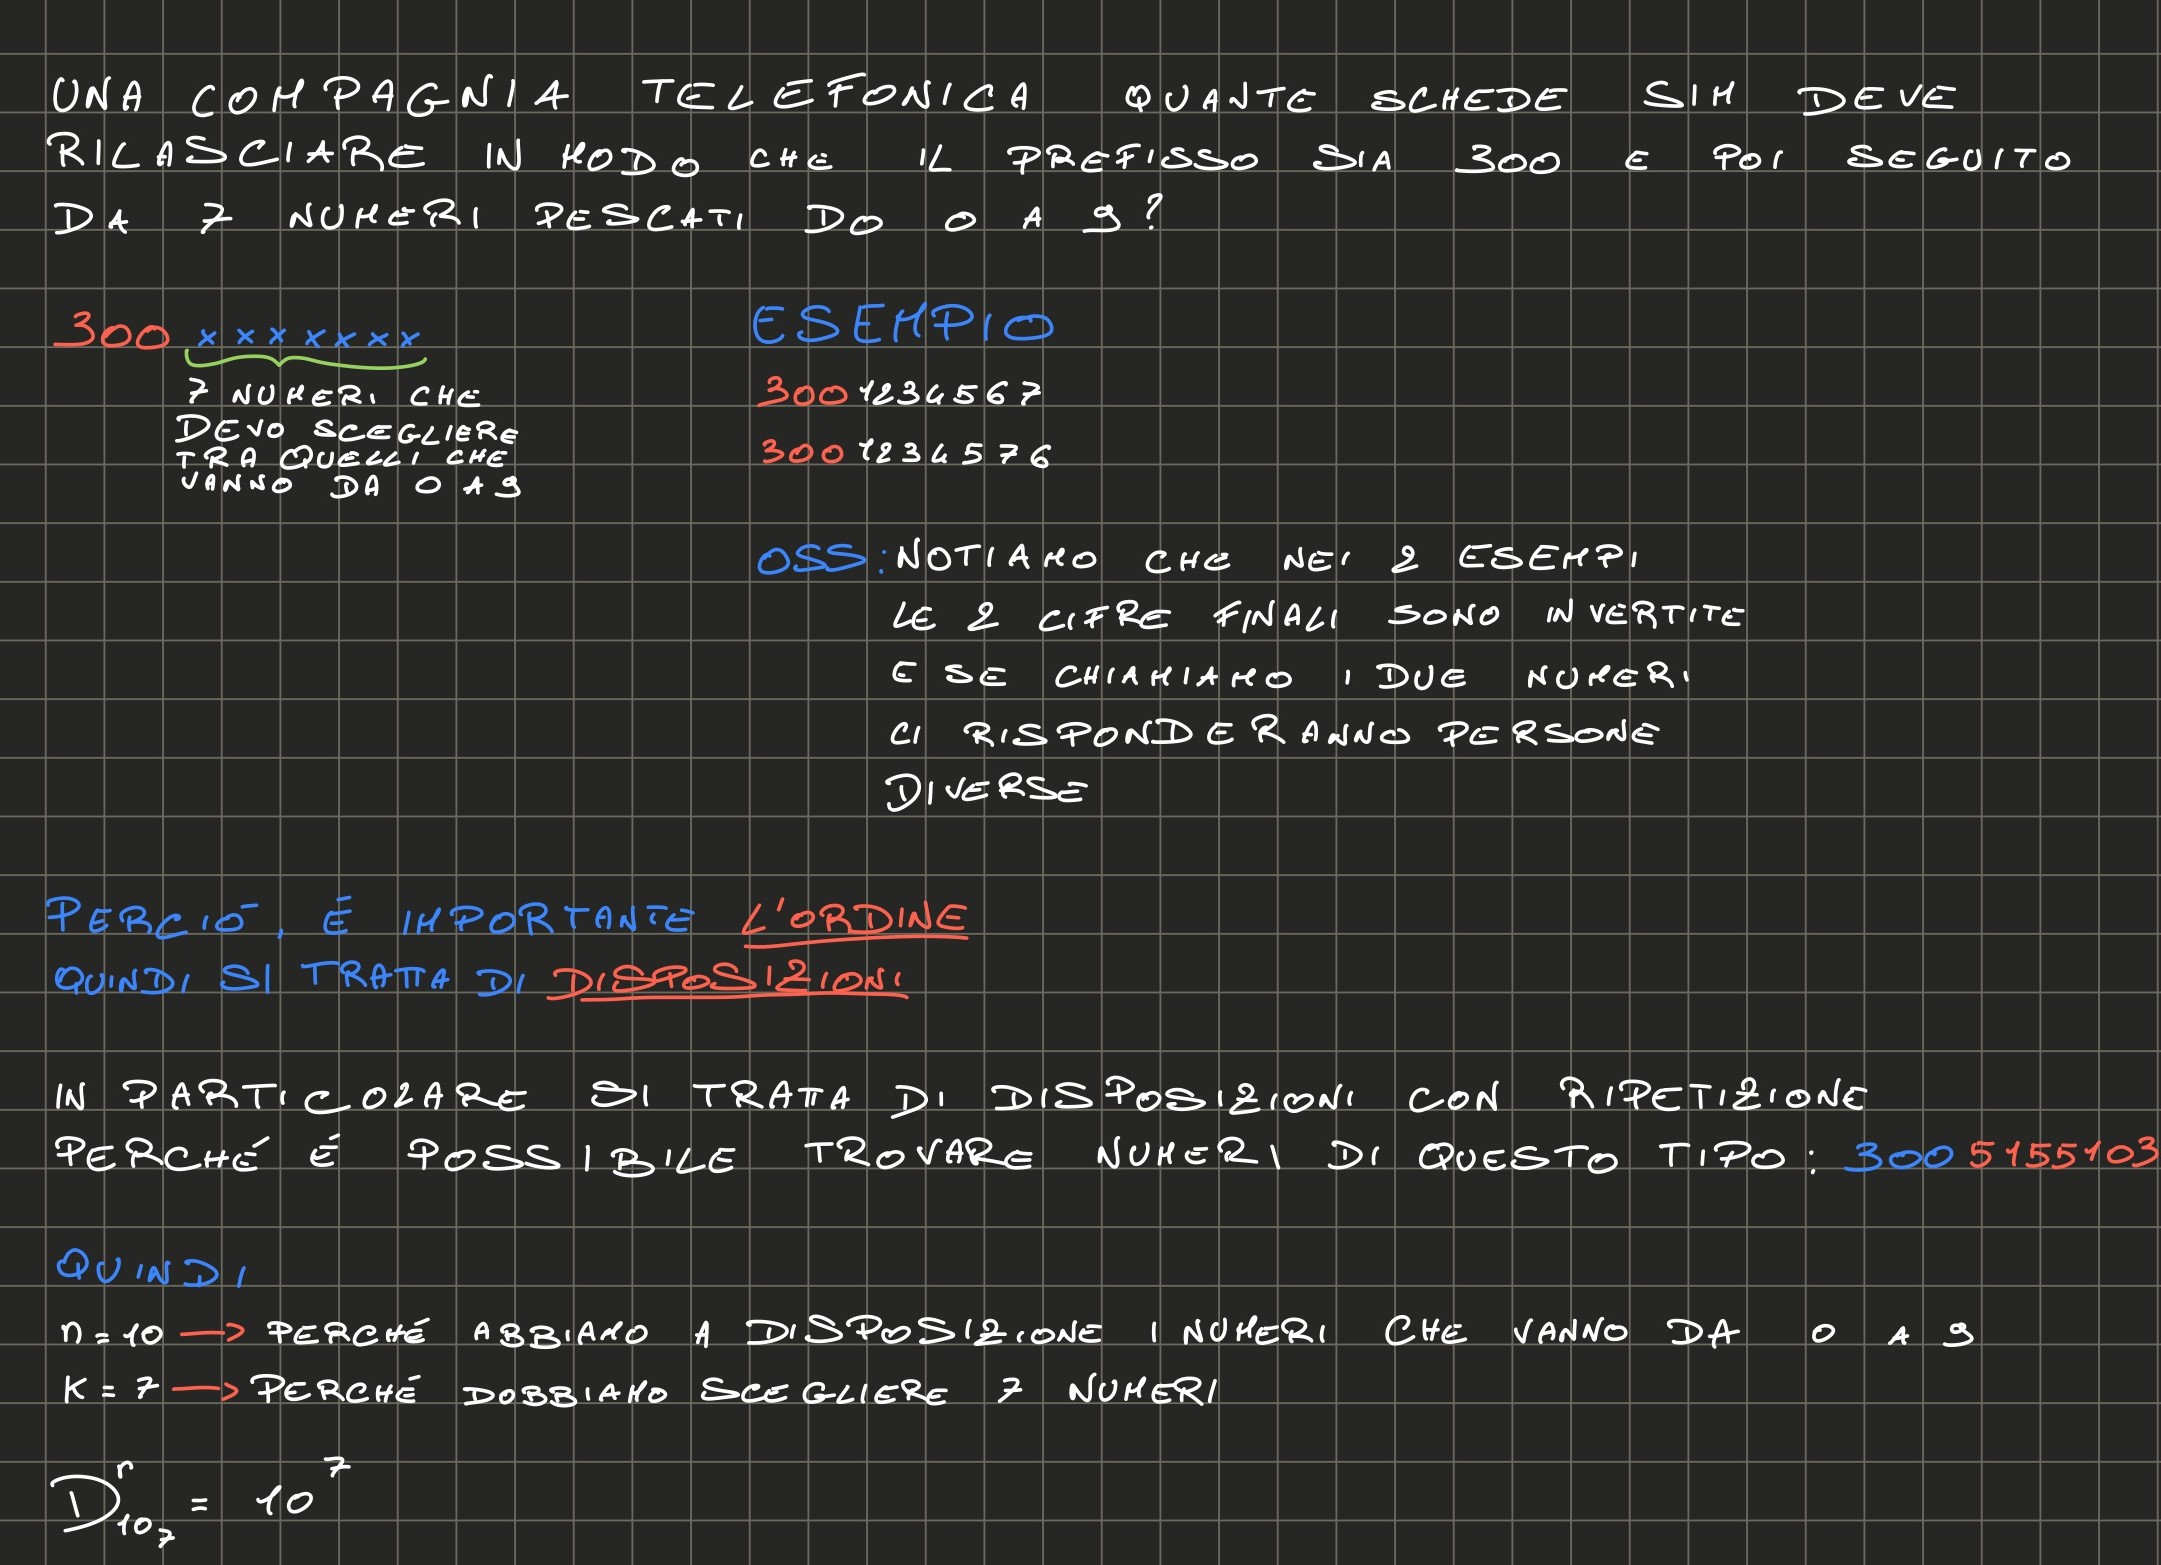 UNA COMPAGNIA TELEFONICA QUANTE SCHEDE SIM DEVE
RILASCIARE IN MODO CHE IL PREFISSO SIA 300 E POI SEGUITO
DA 7 NUMERI PESCATI DO 0 A 9?
300 x x x x x x x
7 NUMERI CHE
DEVO SCEGLIERE
TRA QUELLI CHE
VANNO DA 0 A 9
ESEMPIO
300 1234567
300 1234576
OSS: NOTIAMO CHE NEI 2 ESEMPI
LE 2 CIFRE FINALI SONO INVERTITE
E SE CHIAMIAMO I DUE NUMERI
CI RISPONDERANNO PERSONE
DIVERSE
PERCIÓ, É IMPORTANTE L'ORDINE
QUINDI SI TRATTA DI DISPOSIZIONI
IN PARTICOLARE SI TRATTA DI DISPOSIZIONI CON RIPETIZIONE
PERCHÉ É POSSIBILE TROVARE NUMERI DI QUESTO TIPO: 300 5155103
QUINDI
n = 10 → PERCHÉ ABBIAMO A DISPOSIZIONE I NUMERI CHE VANNO DA 0 A 9
K = 7 → PERCHÉ DOBBIAMO SCEGLIERE 7 NUMERI
D^r_10_7 = 10^7